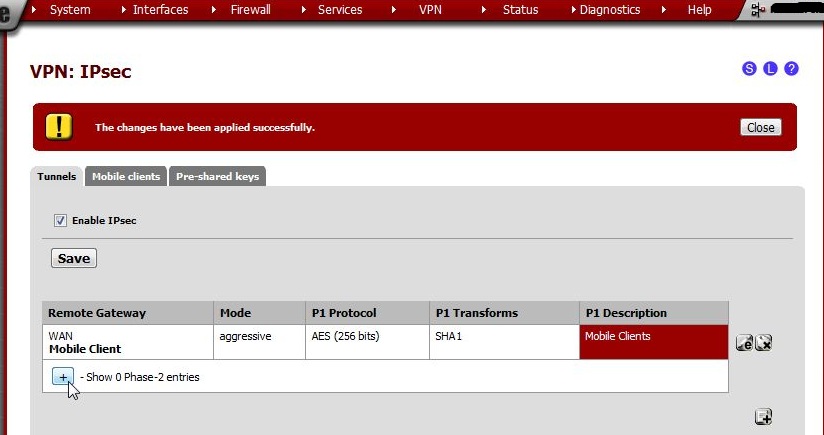 System Interfaces Firewall Services VPN Status Diagnostics Help
VPN: IPsec
S L ?
The changes have been applied successfully.
Close
Tunnels Mobile clients Pre-shared keys
Enable IPsec
Save
Remote Gateway Mode P1 Protocol P1 Transforms P1 Description
WAN aggressive AES (256 bits) SHA1 Mobile Clients
Mobile Client
+ - Show 0 Phase-2 entries